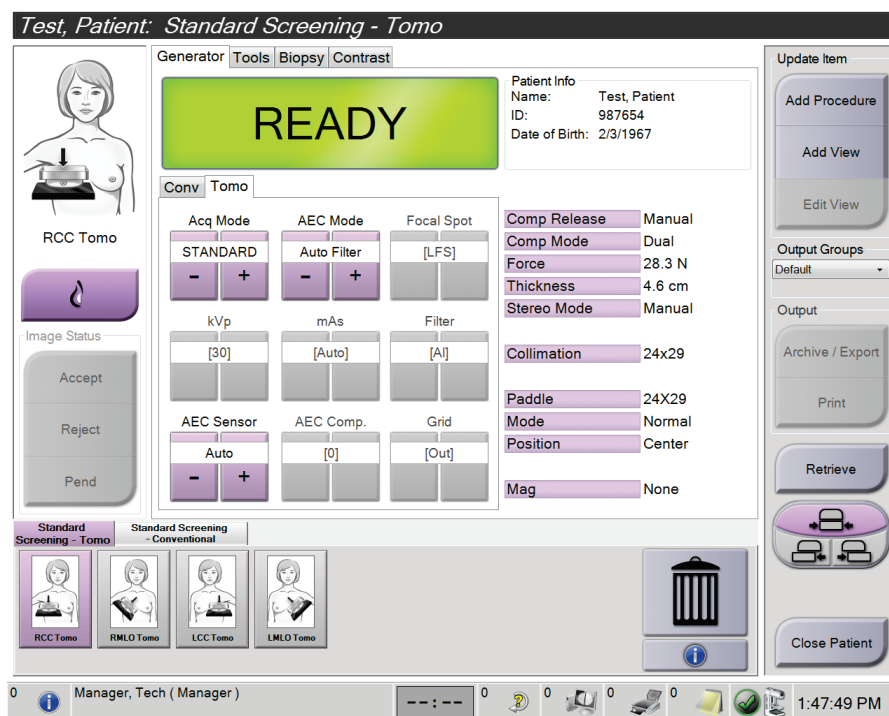 Test, Patient: Standard Screening - Tomo
Generator Tools Biopsy Contrast
READY
Patient Info
Name: Test, Patient
ID: 987654
Date of Birth: 2/3/1967
RCC Tomo
Image Status
Accept
Reject
Pend
Conv Tomo
Acq Mode AEC Mode Focal Spot
STANDARD Auto Filter [LFS]
- + - +
kVp mAs Filter
[30] [Auto] [Al]
AEC Sensor AEC Comp. Grid
Auto [0] [Out]
- +
Comp Release Manual
Comp Mode Dual
Force 28.3 N
Thickness 4.6 cm
Stereo Mode Manual
Collimation 24x29
Paddle 24X29
Mode Normal
Position Center
Mag None
Update Item
Add Procedure
Add View
Edit View
Output Groups
Default
Output
Archive / Export
Print
Retrieve
Close Patient
Standard
Screening - Tomo
Standard Screening
- Conventional
RCC Tomo RMLO Tomo LCC Tomo LMLO Tomo
0 Manager, Tech ( Manager ) --:-- 0 0 0 0 1:47:49 PM